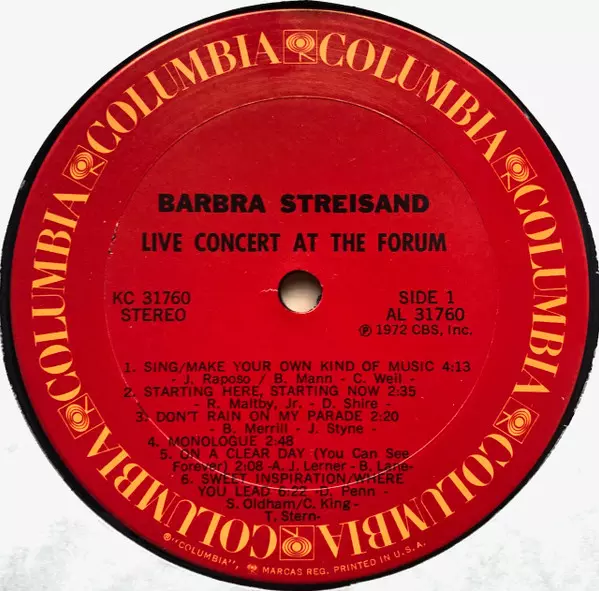 COLUMBIA COLUMBIA COLUMBIA COLUMBIA COLUMBIA COLUMBIA
BARBRA STREISAND
LIVE CONCERT AT THE FORUM
KC 31760 SIDE 1
STEREO AL 31760
Ⓟ 1972 CBS, Inc.
1. SING/MAKE YOUR OWN KIND OF MUSIC 4:13
- J. Raposo / B. Mann - C. Weil -
2. STARTING HERE, STARTING NOW 2:35
- R. Maltby, Jr. - D. Shire -
3. DON'T RAIN ON MY PARADE 2:20
- B. Merrill - J. Styne -
4. MONOLOGUE 2:48
5. ON A CLEAR DAY (You Can See
Forever) 2:08 -A. J. Lerner - B. Lane-
6. SWEET INSPIRATION/WHERE
YOU LEAD 6:22 - D. Penn -
S. Oldham/C. King-
T. Stern-
®"COLUMBIA", MARCAS REG. PRINTED IN U.S.A.